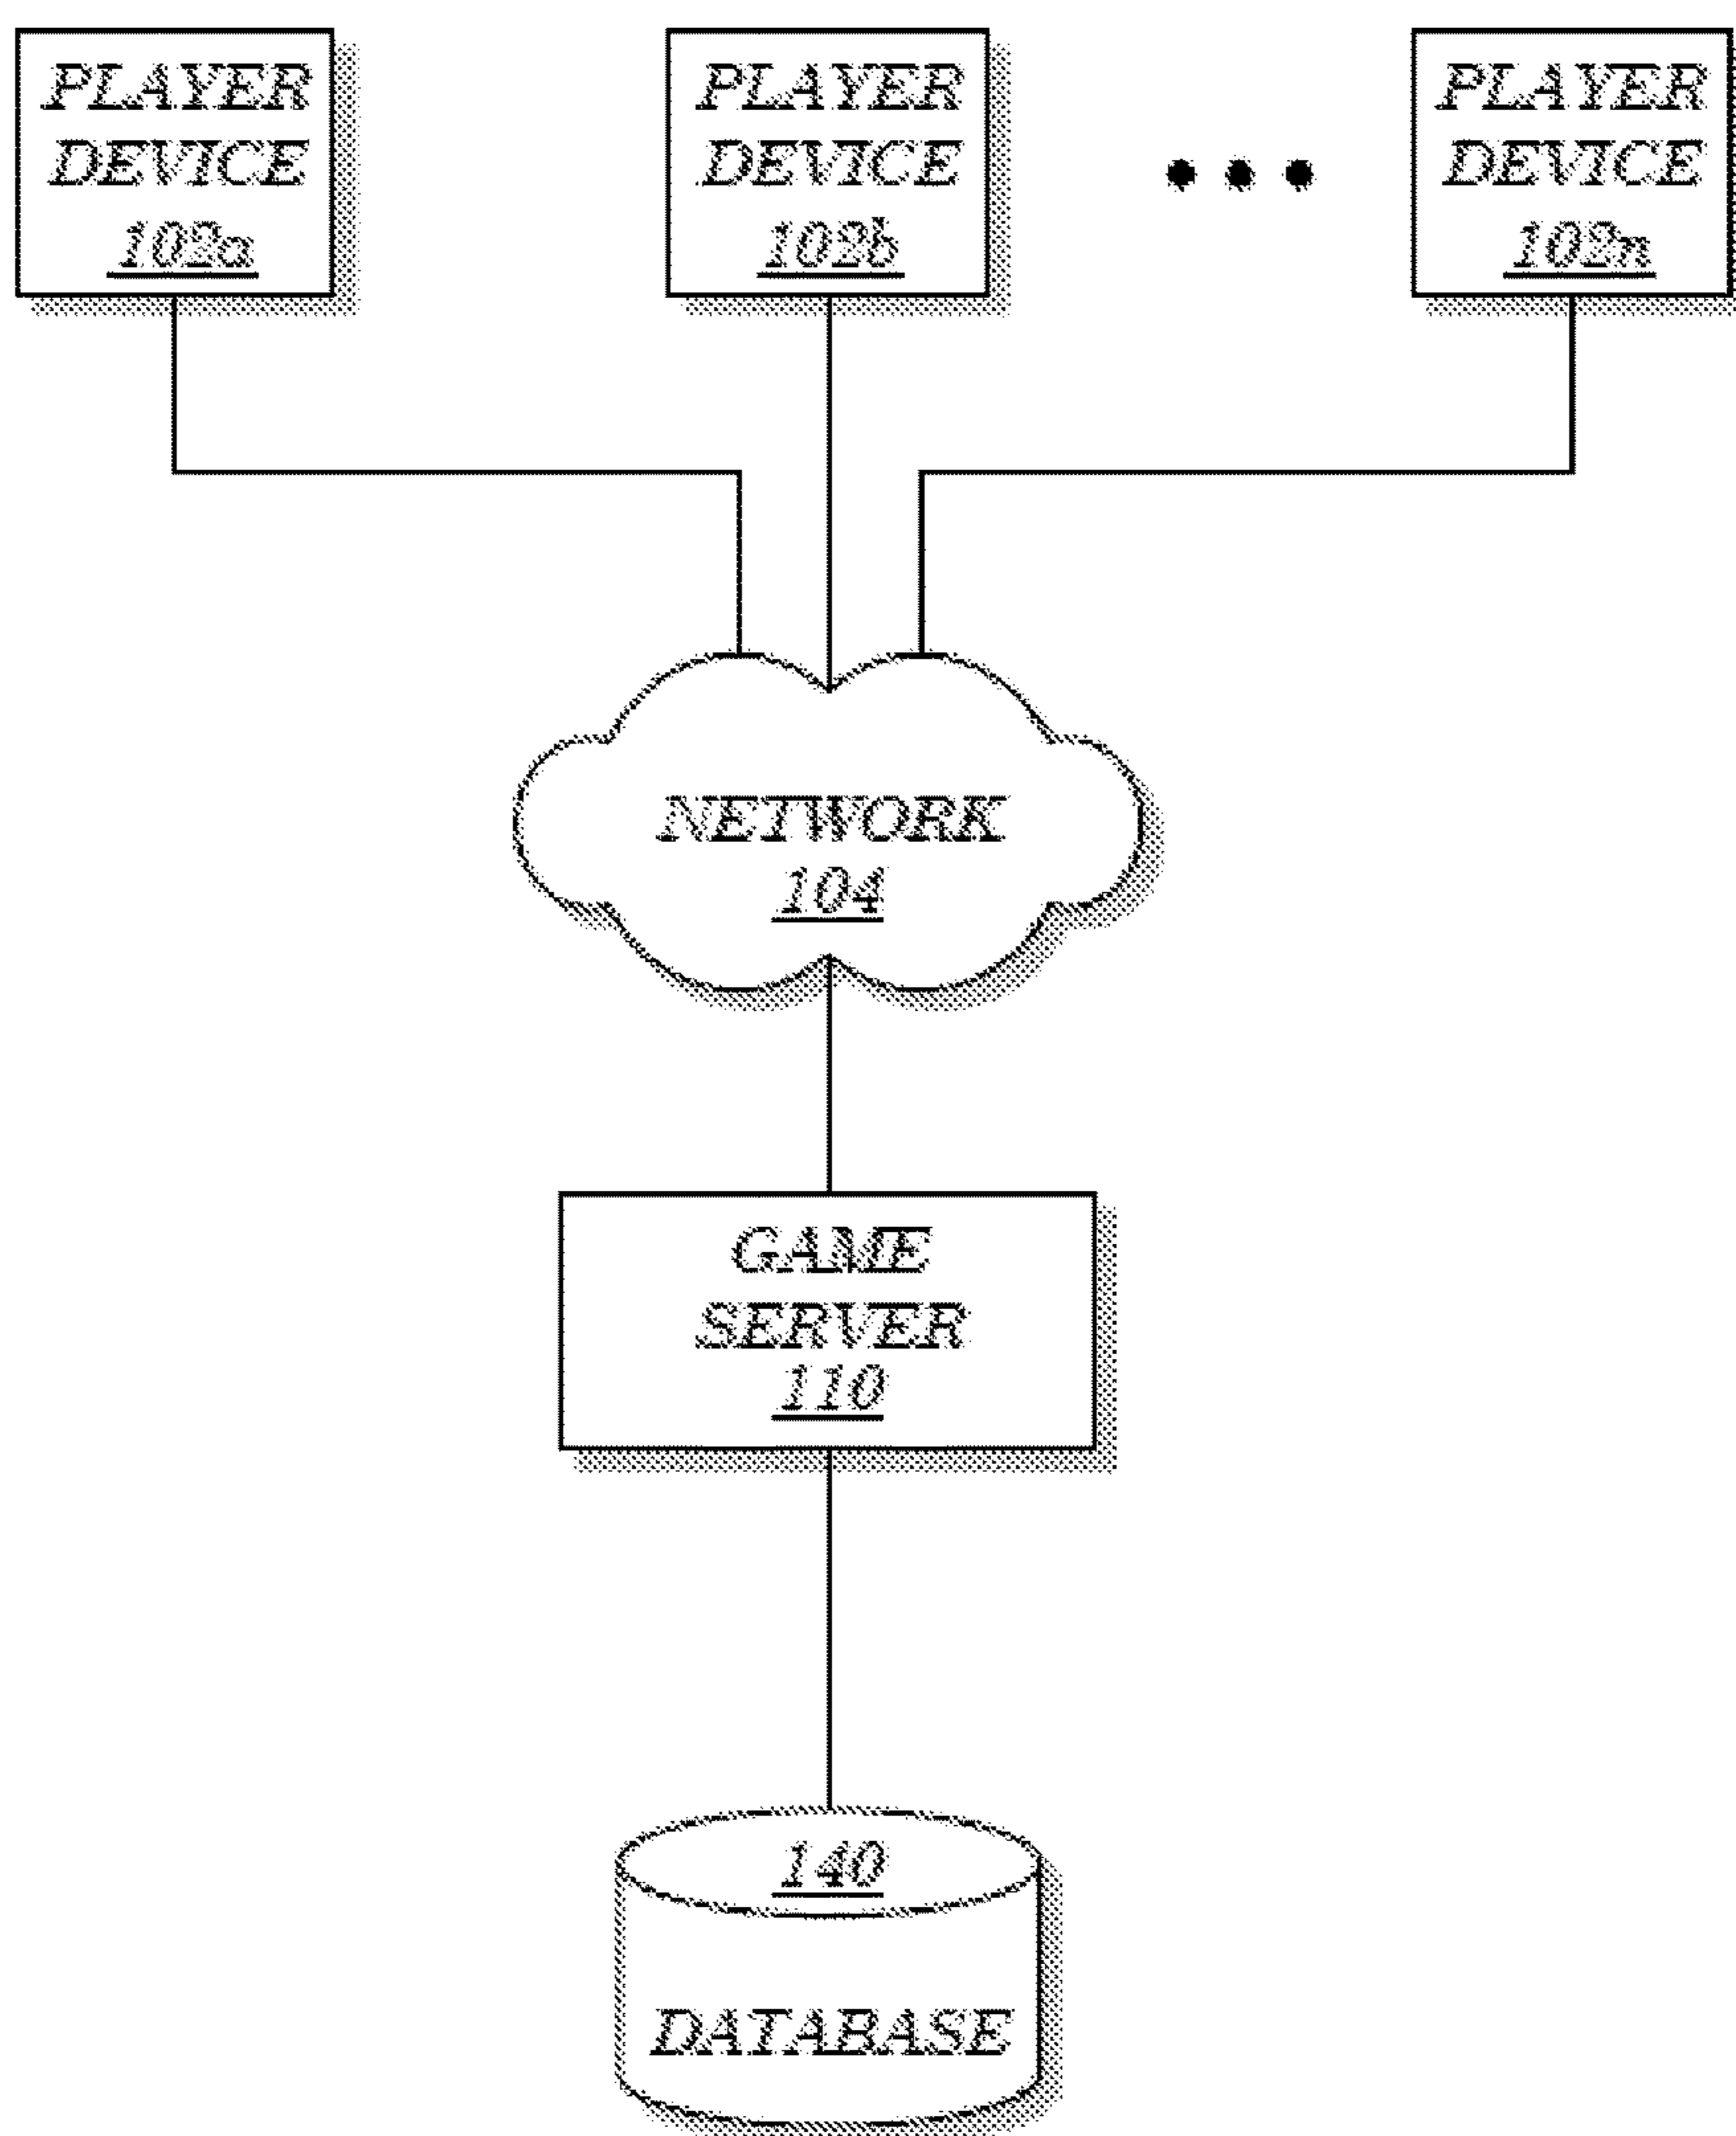 PLAYER
DEVICE
102a
PLAYER
DEVICE
102b
PLAYER
DEVICE
102n
NETWORK
104
GAME
SERVER
110
140
DATABASE